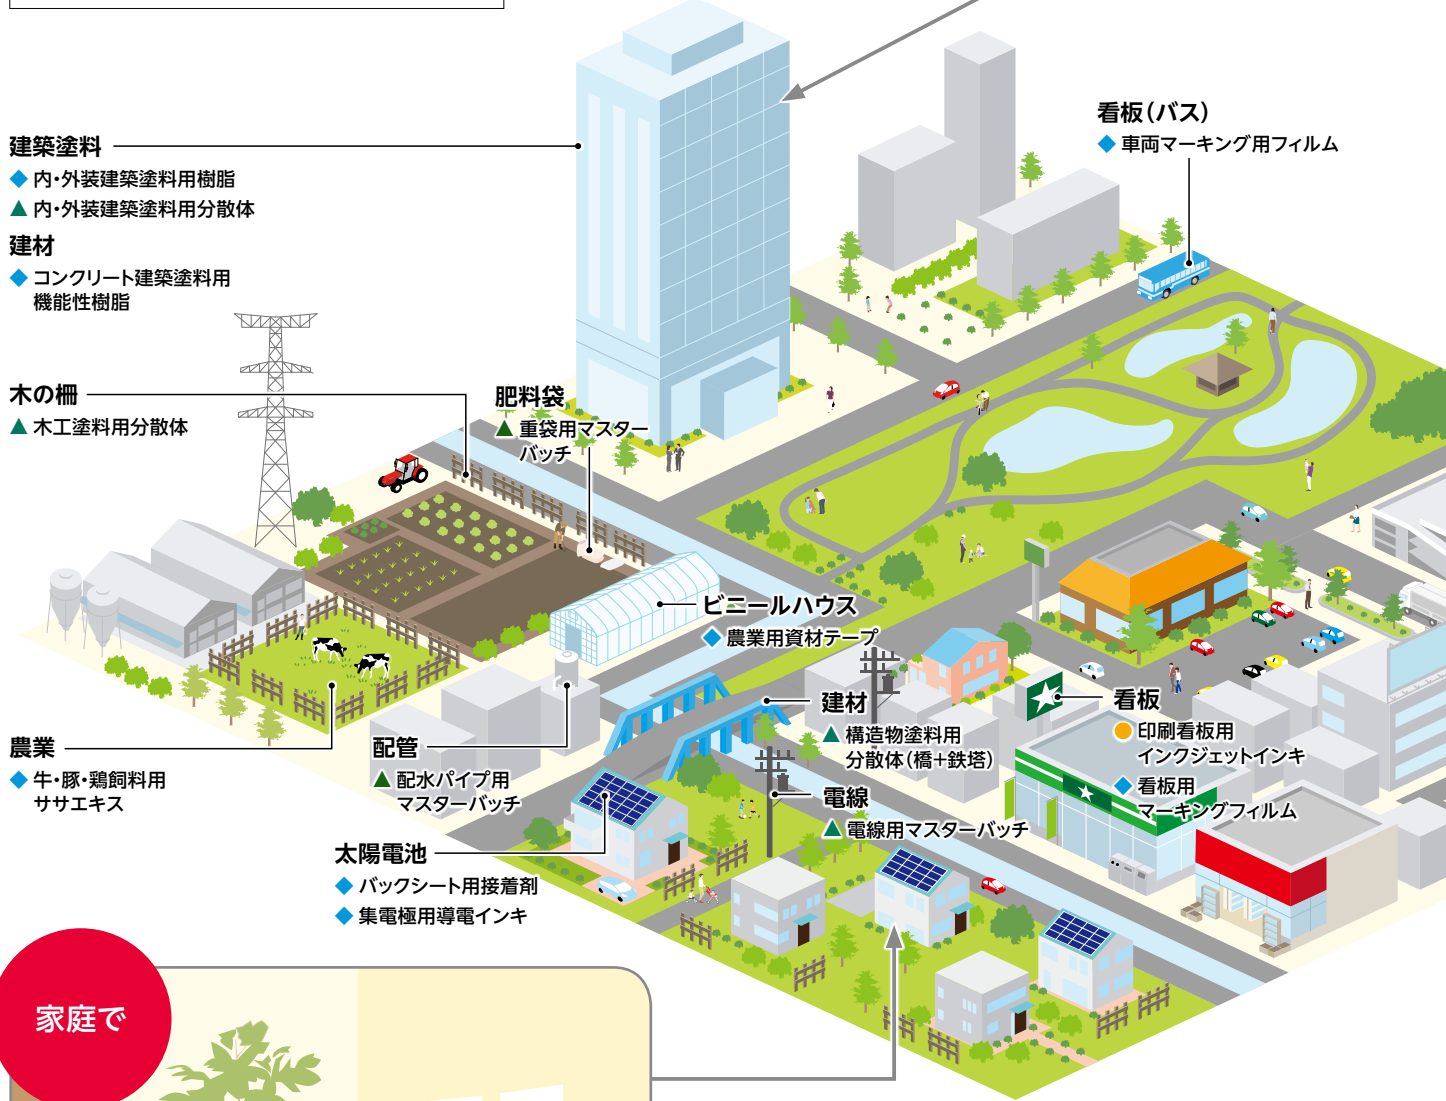 建築塗料
◆ 内・外装建築塗料用樹脂
▲ 内・外装建築塗料用分散体
建材
◆ コンクリート建築塗料用
機能性樹脂
木の柵
▲ 木工塗料用分散体
肥料袋
▲ 重袋用マスター
バッチ
看板(バス)
◆ 車両マーキング用フィルム
ビニールハウス
◆ 農業用資材テープ
農業
◆ 牛・豚・鶏飼料用
ササエキス
配管
▲ 配水パイプ用
マスターバッチ
建材
▲ 構造物塗料用
分散体(橋+鉄塔)
電線
▲ 電線用マスターバッチ
看板
● 印刷看板用
インクジェットインキ
◆ 看板用
マーキングフィルム
太陽電池
◆ バックシート用接着剤
◆ 集電極用導電インキ
家庭で